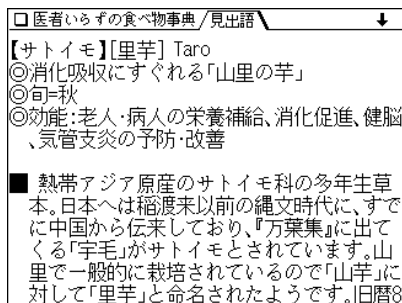 医者いらずの食べ物事典/見出語
【サトイモ】[里芋] Taro
◎消化吸収にすぐれる「山里の芋」
◎旬=秋
◎効能:老人・病人の栄養補給、消化促進、健脳
、気管支炎の予防・改善
■ 熱帯アジア原産のサトイモ科の多年生草
本。日本へは稲渡来以前の縄文時代に、すで
に中国から伝来しており、『万葉集』に出て
くる「宇毛」がサトイモとされています。山
里で一般的に栽培されているので「山芋」に
対して「里芋」と命名されたようです。旧暦8